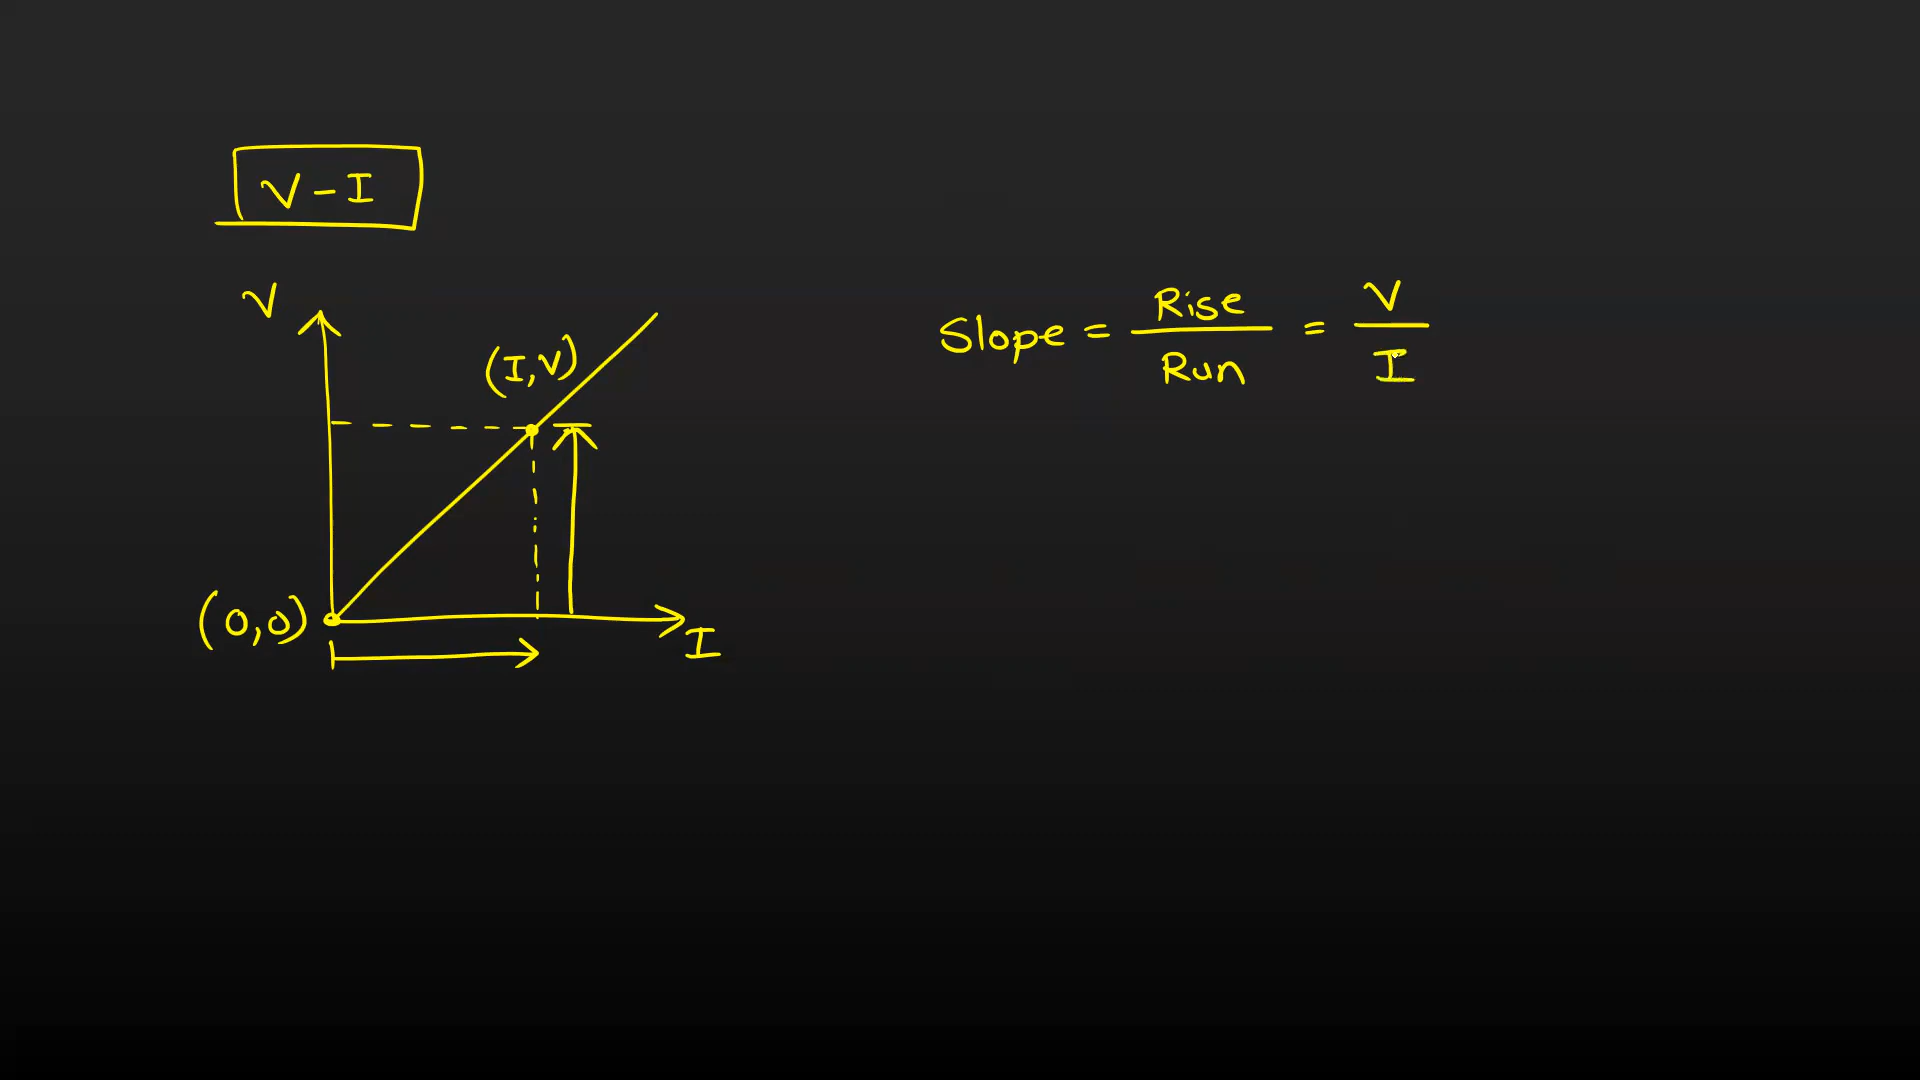 V - I
V
(I, V)
(0,0)
I
Slope = Rise / Run = V / I